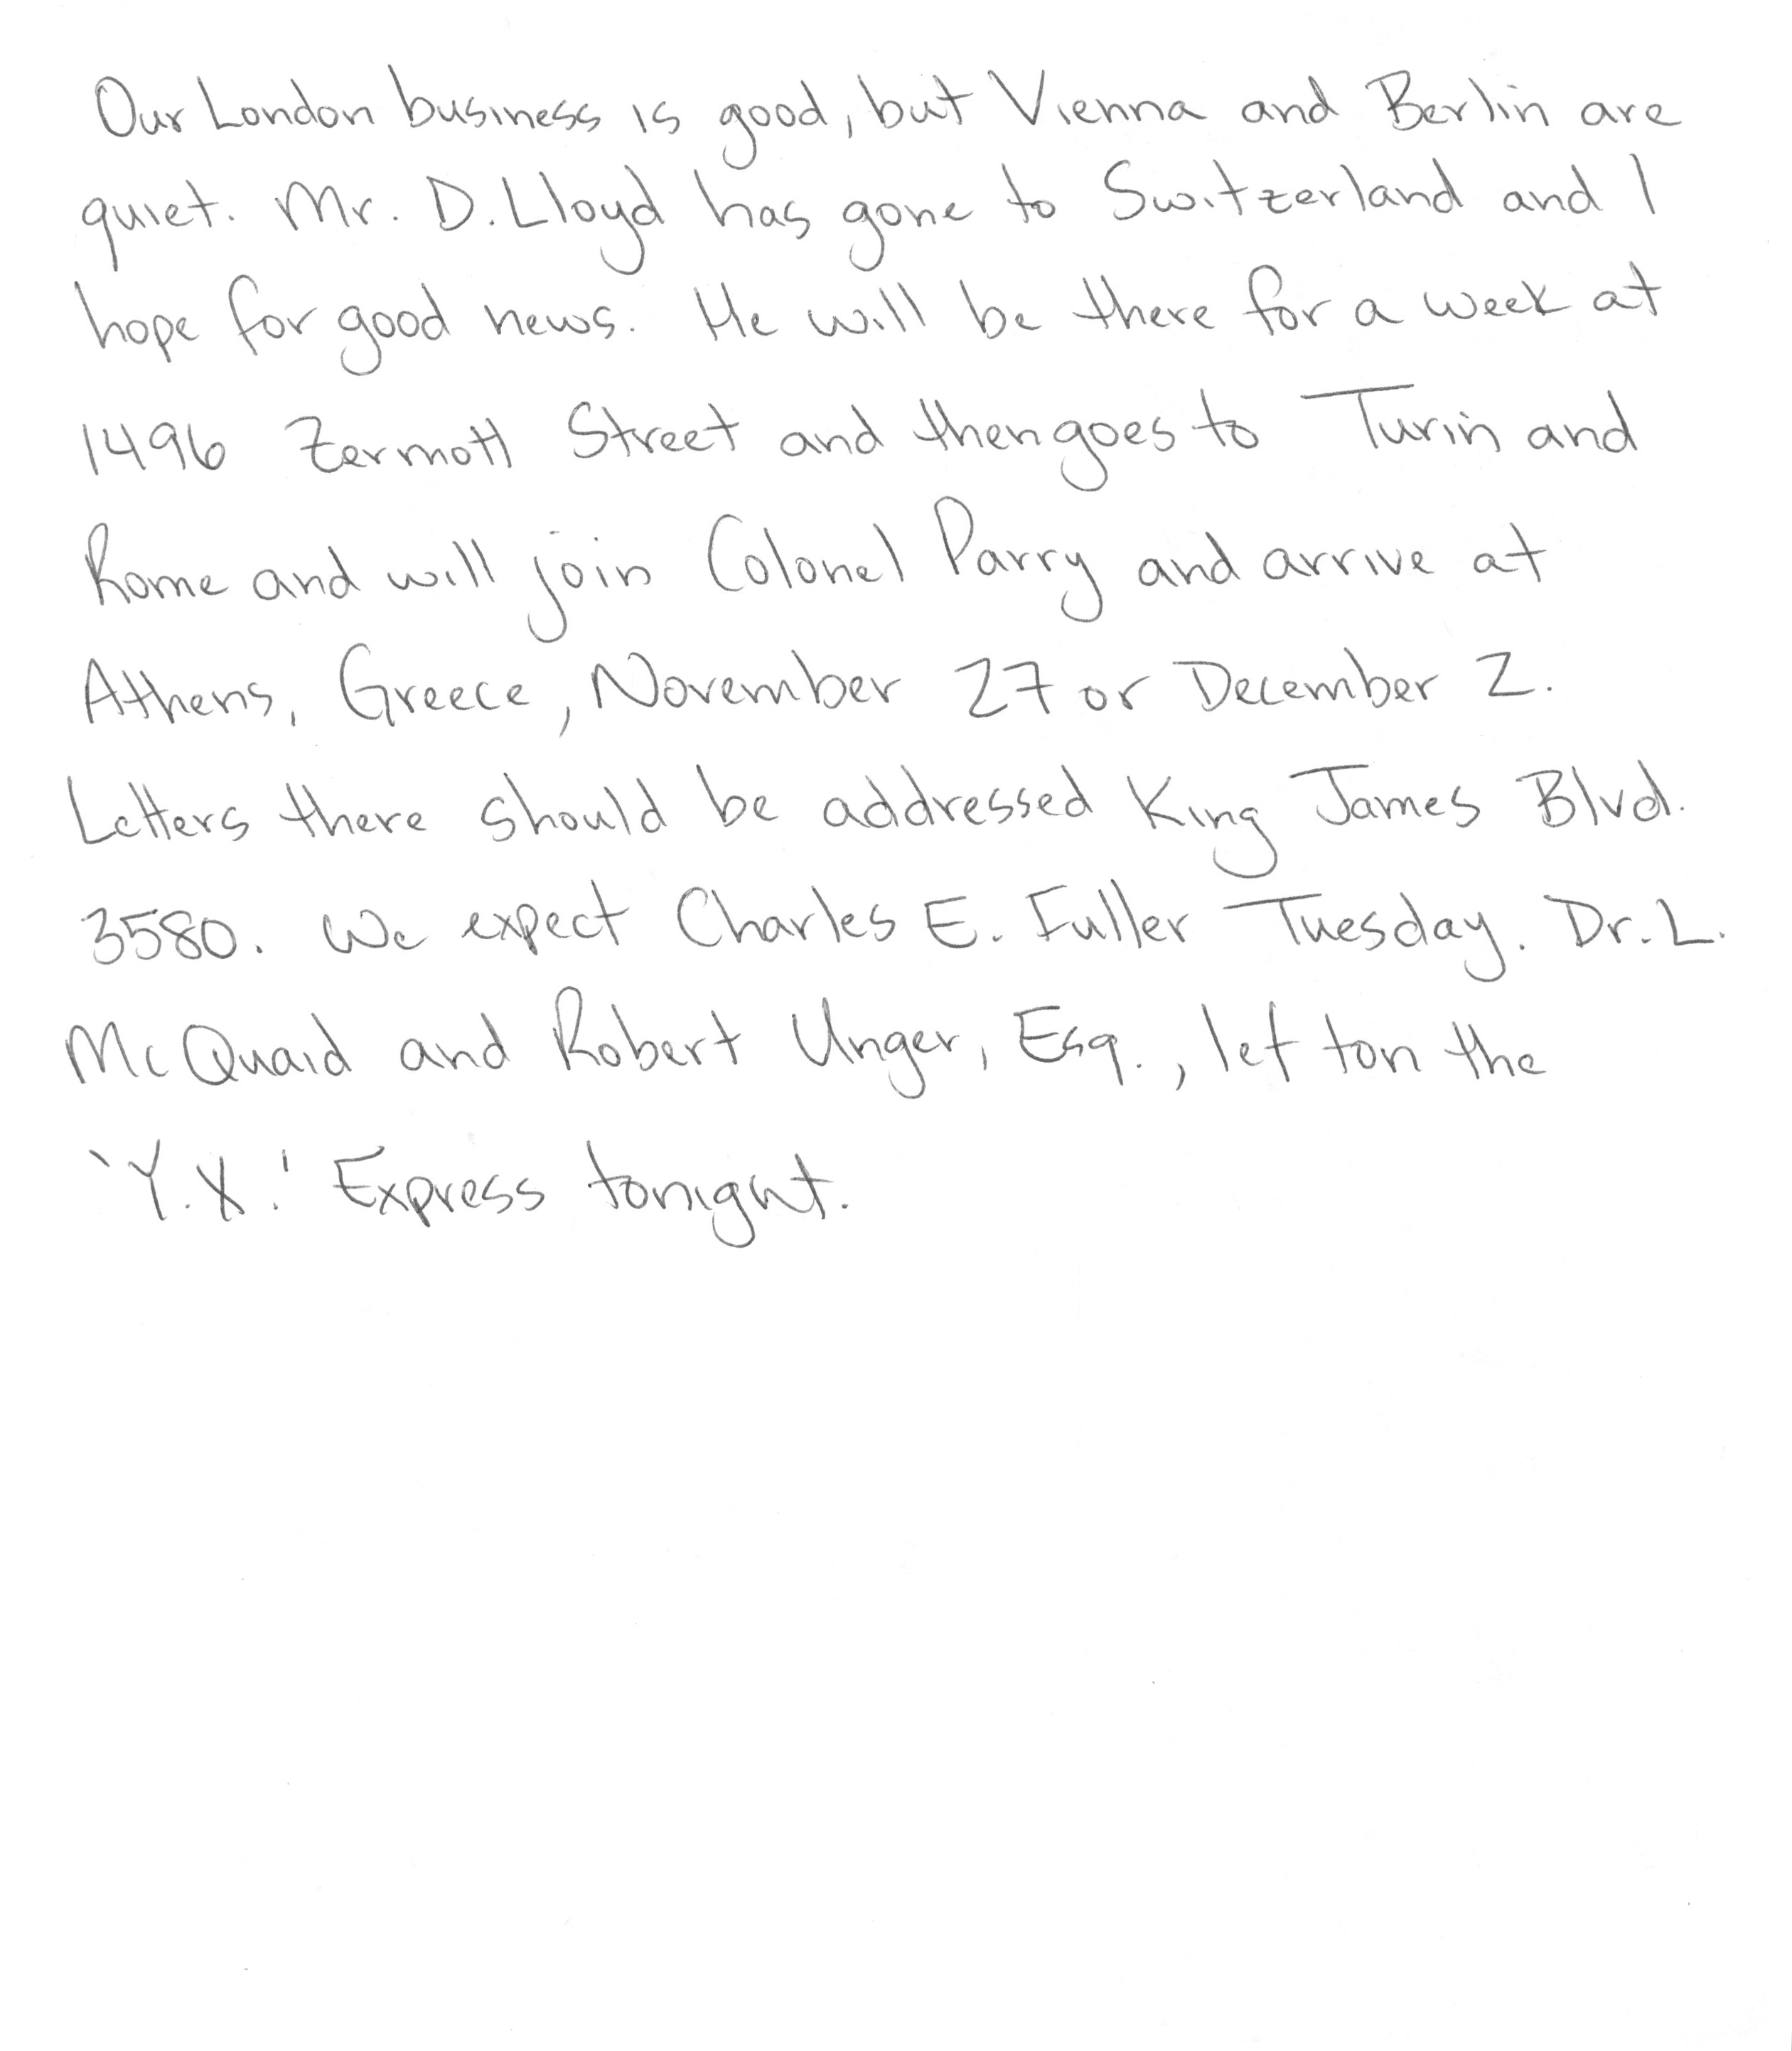 Our London business is good, but Vienna and Berlin are
quiet. Mr. D. Lloyd has gone to Switzerland and I
hope for good news. He will be there for a week at
1496 Zermott Street and then goes to Turin and
Rome and will join Colonel Parry and arrive at
Athens, Greece, November 27 or December 2.
Letters there should be addressed King James Blvd.
3580. We expect Charles E. Fuller Tuesday. Dr. L.
McQuaid and Robert Unger, Esq., lef ton the
'Y.X.' Express tonight.